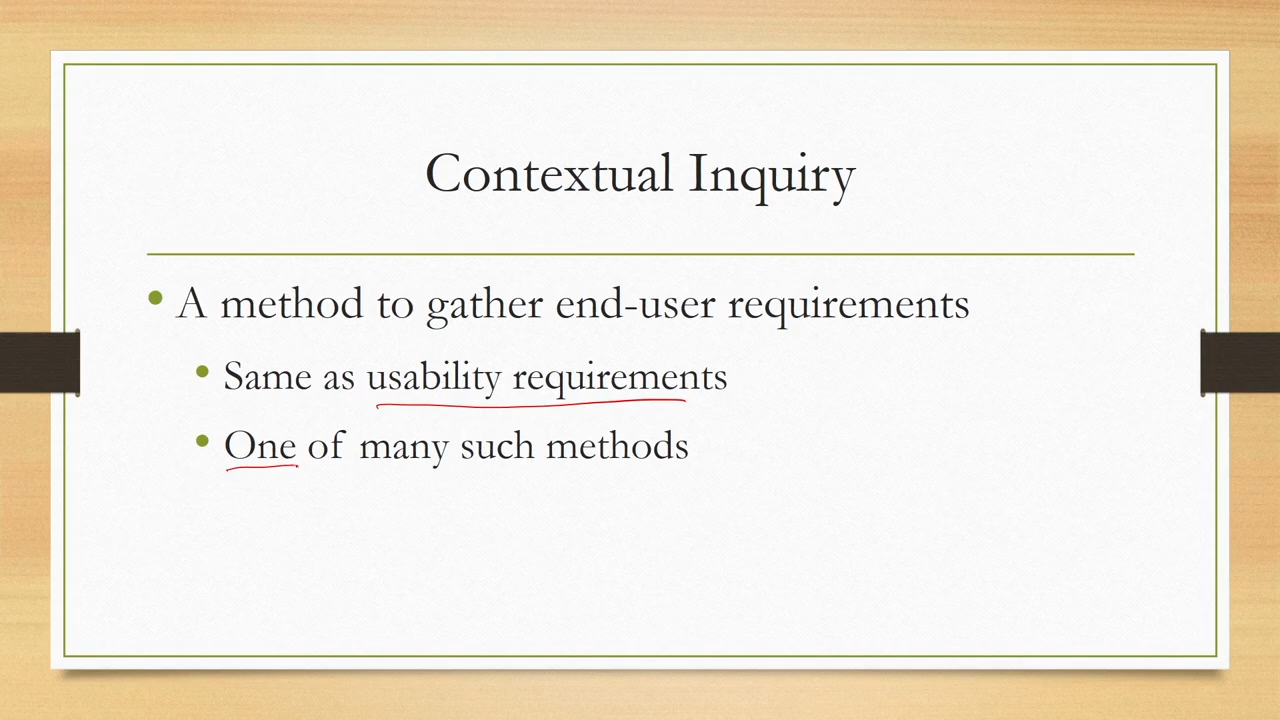 Contextual Inquiry
• A method to gather end-user requirements
• Same as usability requirements
• One of many such methods